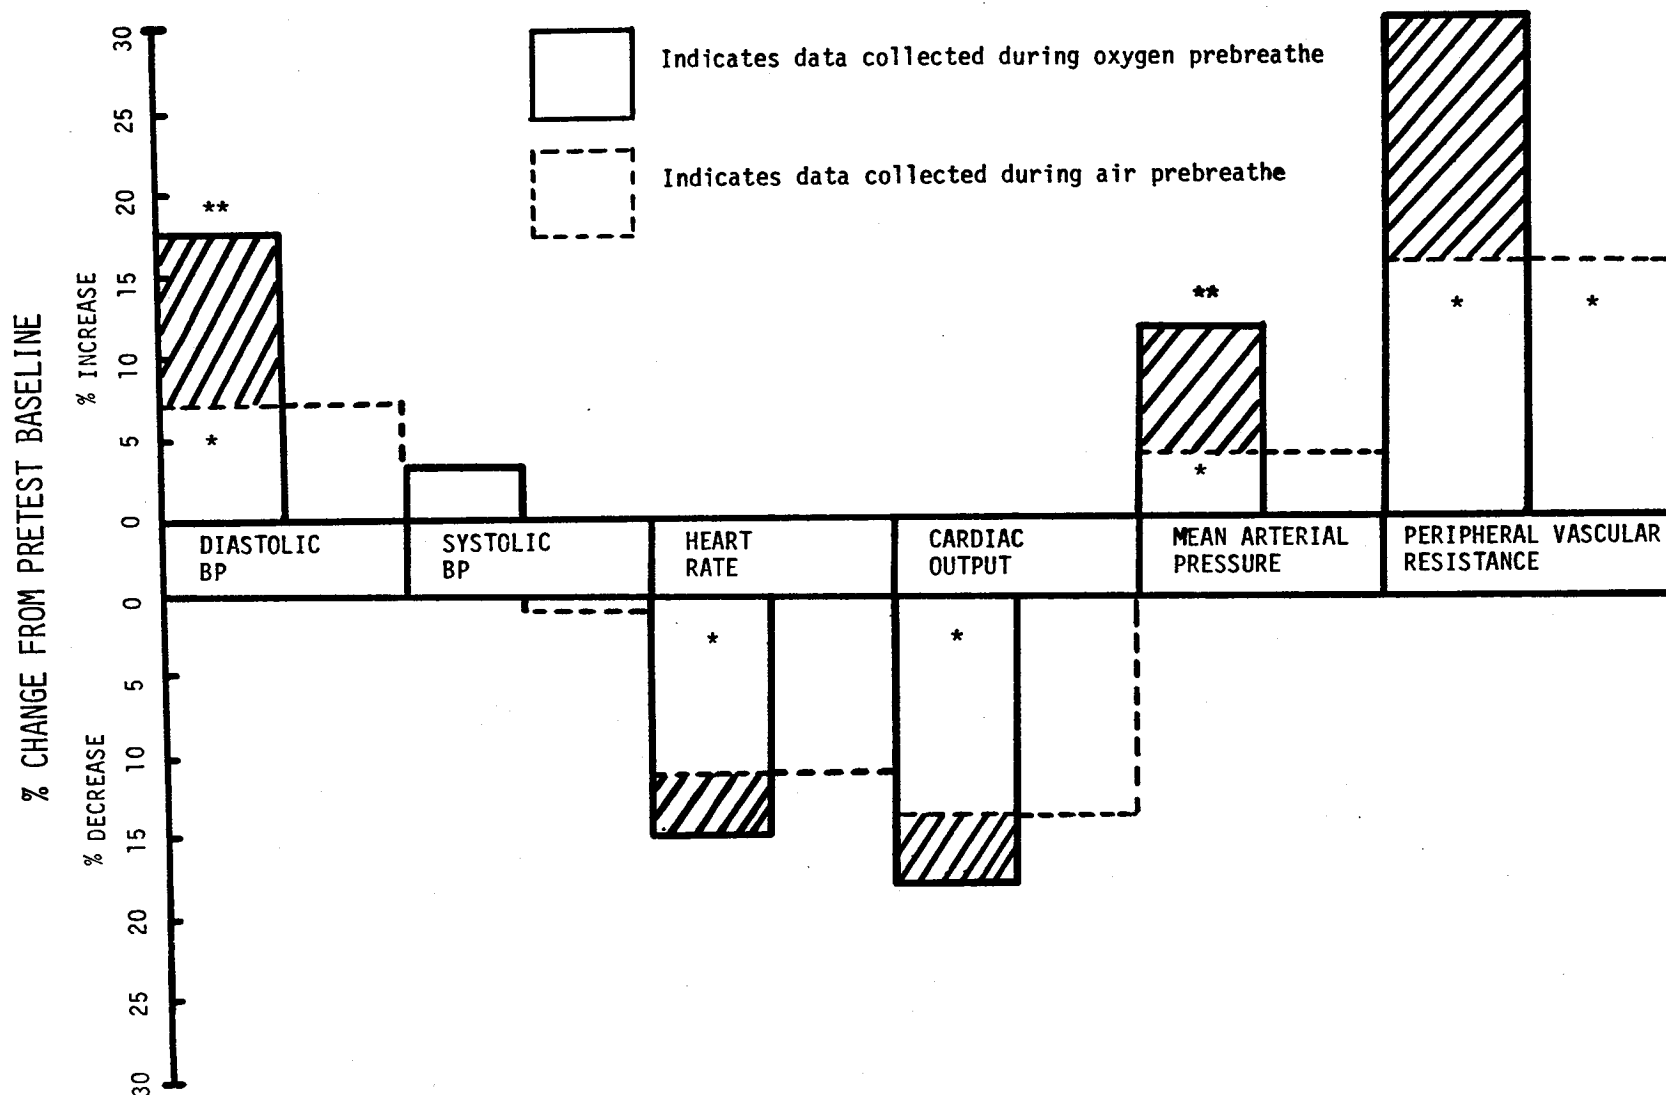 % CHANGE FROM PRETEST BASELINE
% INCREASE
% DECREASE
30
25
20
15
10
5
0
0
5
10
15
20
25
30
Indicates data collected during oxygen prebreathe
Indicates data collected during air prebreathe
**
*
**
*
*
*
DIASTOLIC
BP
SYSTOLIC
BP
HEART
RATE
CARDIAC
OUTPUT
MEAN ARTERIAL
PRESSURE
PERIPHERAL VASCULAR
RESISTANCE
*
*